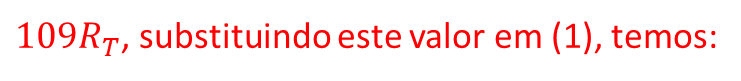 109R_T, substituindo este valor em (1), temos: